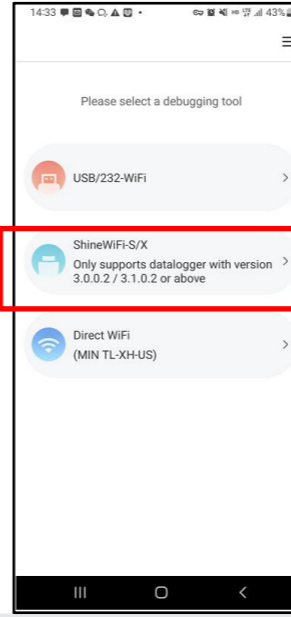 14:33
43%
Please select a debugging tool
USB/232-WiFi
ShineWiFi-S/X
Only supports datalogger with version
3.0.0.2 / 3.1.0.2 or above
Direct WiFi
(MIN TL-XH-US)